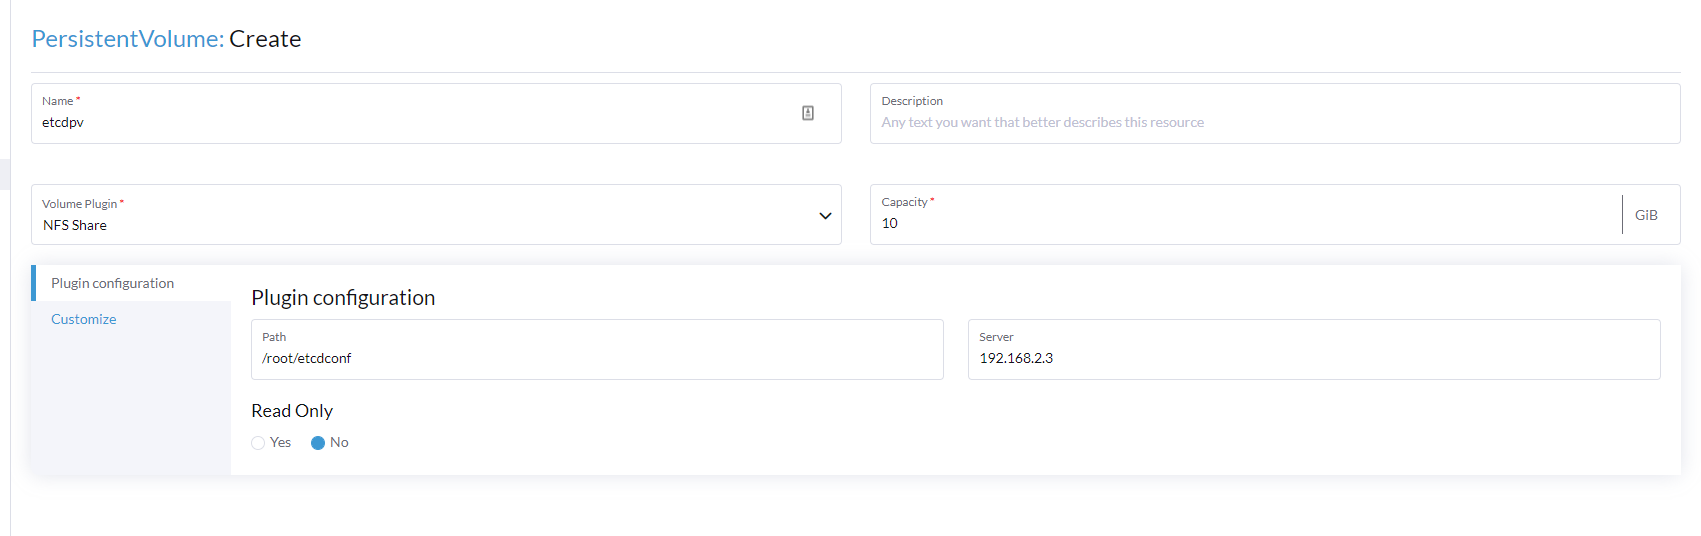 PersistentVolume: Create
Name *
etcdpv
Description
Any text you want that better describes this resource
Volume Plugin *
NFS Share
Capacity *
10
GiB
Plugin configuration
Customize
Plugin configuration
Path
/root/etcdconf
Server
192.168.2.3
Read Only
Yes No